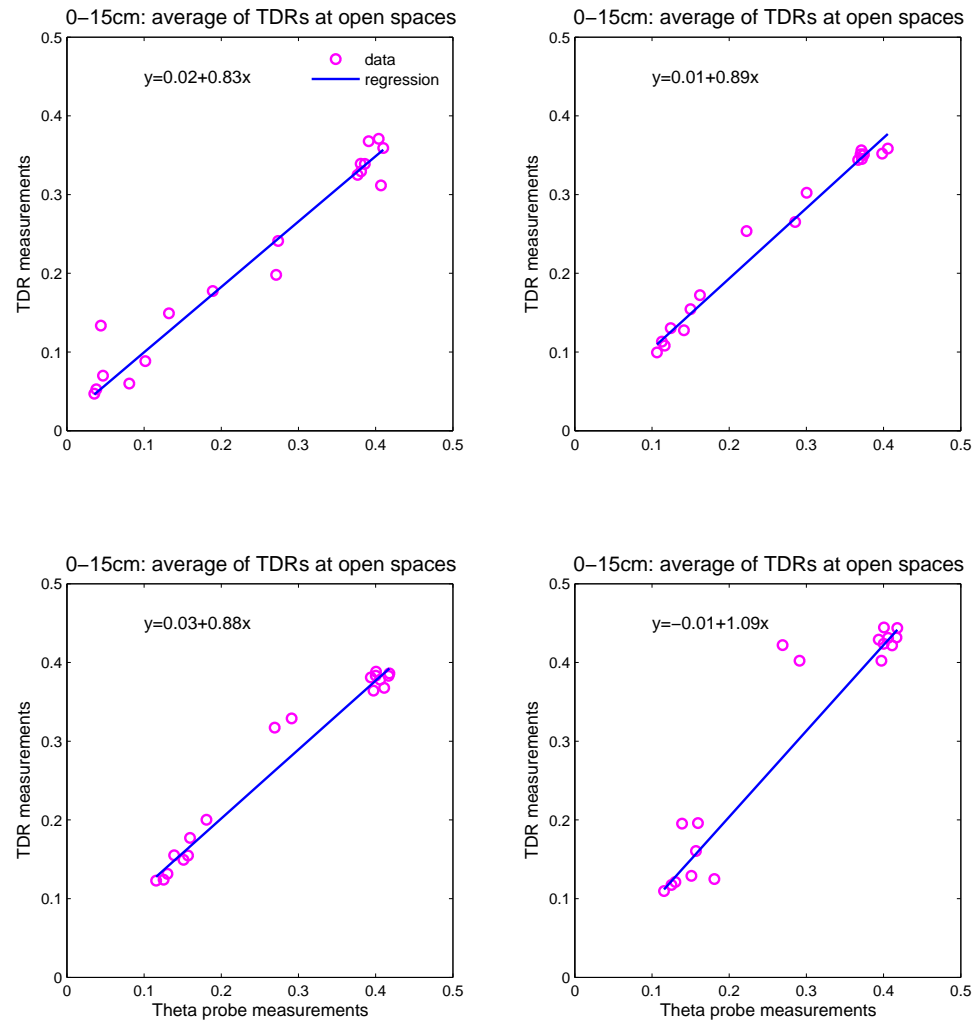 0−15cm: average of TDRs at open spaces
0.5
0.4
0.3
0.2
0.1
0
TDR measurements
y=0.02+0.83x
data
regression
0 0.1 0.2 0.3 0.4 0.5
0−15cm: average of TDRs at open spaces
0.5
0.4
0.3
0.2
0.1
0
TDR measurements
y=0.01+0.89x
0 0.1 0.2 0.3 0.4 0.5
0−15cm: average of TDRs at open spaces
0.5
0.4
0.3
0.2
0.1
0
TDR measurements
y=0.03+0.88x
0 0.1 0.2 0.3 0.4 0.5
Theta probe measurements
0−15cm: average of TDRs at open spaces
0.5
0.4
0.3
0.2
0.1
0
TDR measurements
y=−0.01+1.09x
0 0.1 0.2 0.3 0.4 0.5
Theta probe measurements